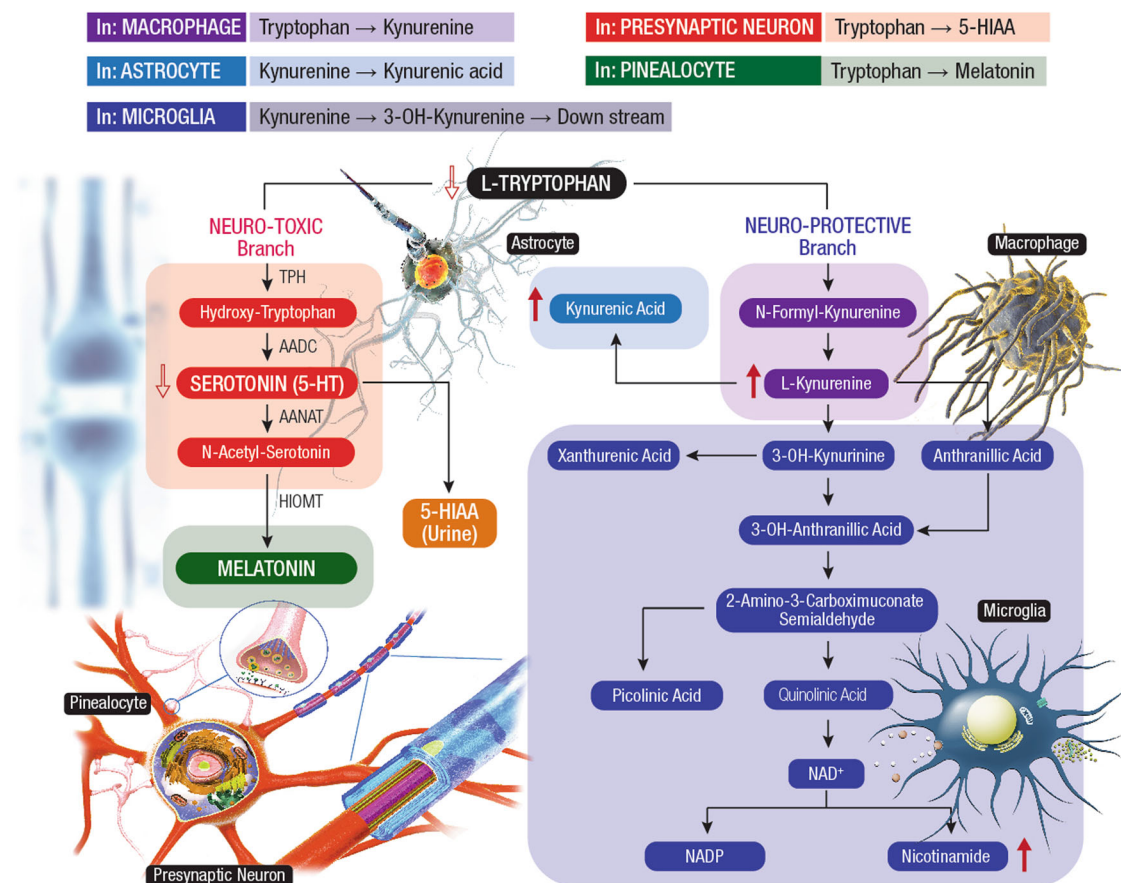 In: MACROPHAGE Tryptophan → Kynurenine
In: PRESYNAPTIC NEURON Tryptophan → 5-HIAA
In: ASTROCYTE Kynurenine → Kynurenic acid
In: PINEALOCYTE Tryptophan → Melatonin
In: MICROGLIA Kynurenine → 3-OH-Kynurenine → Down stream
L-TRYPTOPHAN
NEURO-TOXIC
Branch
TPH
Hydroxy-Tryptophan
AADC
SEROTONIN (5-HT)
AANAT
N-Acetyl-Serotonin
HIOMT
5-HIAA
(Urine)
MELATONIN
Astrocyte
NEURO-PROTECTIVE
Branch
Macrophage
Kynurenic Acid
N-Formyl-Kynurenine
L-Kynurenine
Xanthurenic Acid
3-OH-Kynurinine
Anthranillic Acid
3-OH-Anthranillic Acid
2-Amino-3-Carboximuconate
Semialdehyde
Microglia
Picolinic Acid
Quinolinic Acid
NAD+
NADP
Nicotinamide
Pinealocyte
Presynaptic Neuron